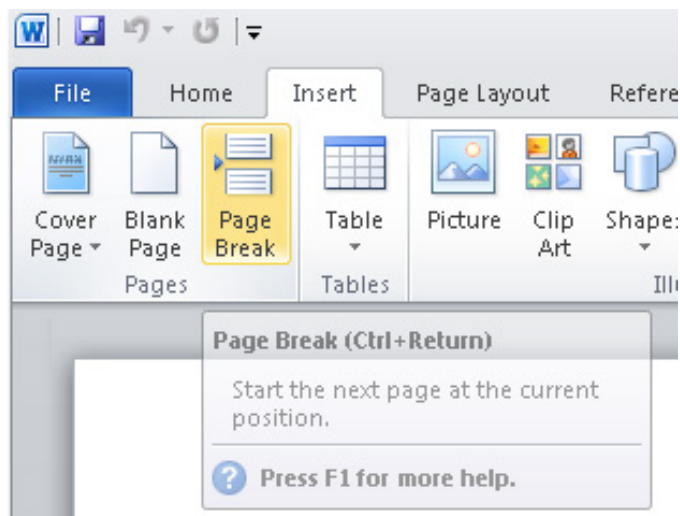 File Home Insert Page Layout
Cover Blank Page Table Picture Clip
Page Page Break Art
Pages Tables
Page Break (Ctrl+Return)
Start the next page at the current
position.
Press F1 for more help.